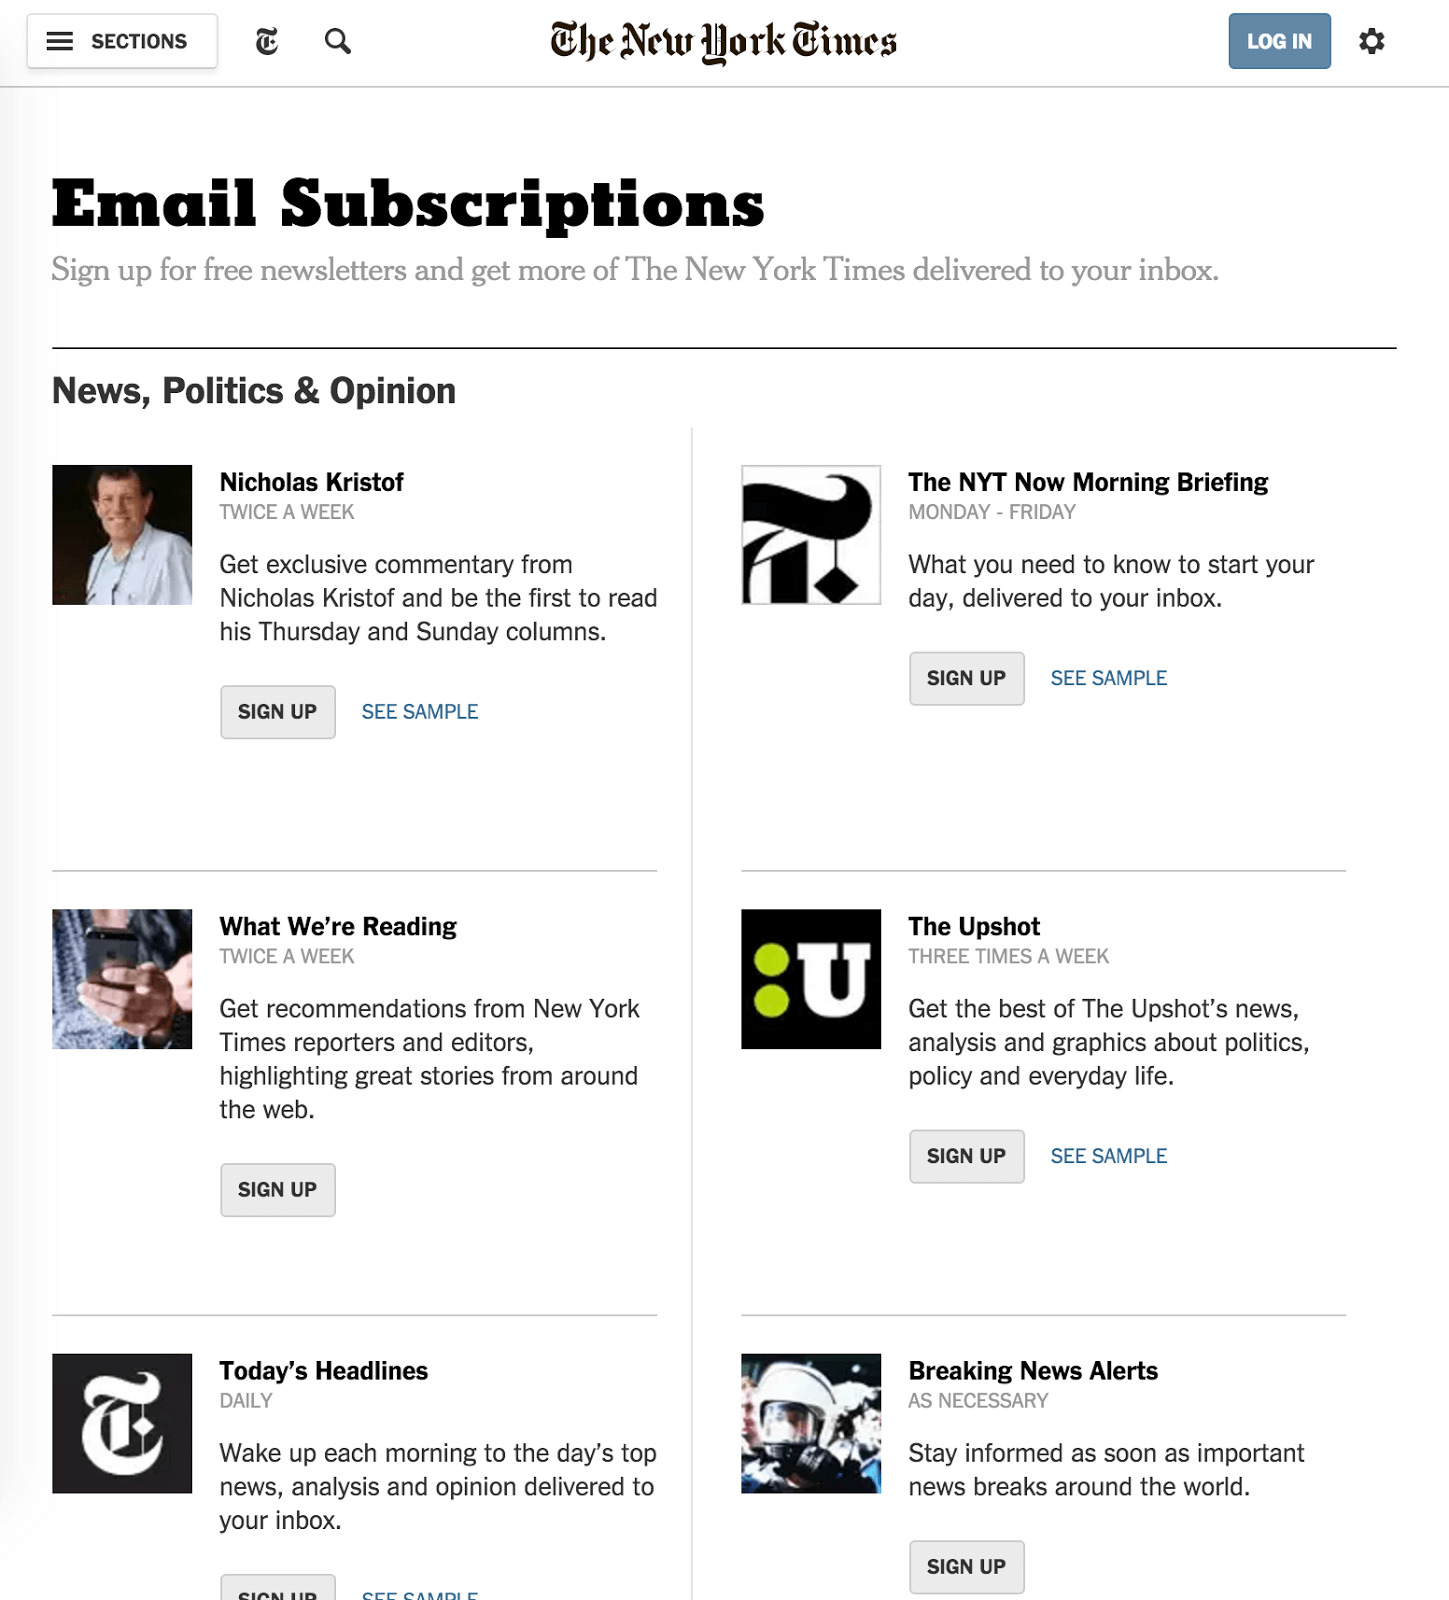 SECTIONS
The New York Times
LOG IN
Email Subscriptions
Sign up for free newsletters and get more of The New York Times delivered to your inbox.
News, Politics & Opinion
Nicholas Kristof
TWICE A WEEK
Get exclusive commentary from
Nicholas Kristof and be the first to read
his Thursday and Sunday columns.
SIGN UP
SEE SAMPLE
The NYT Now Morning Briefing
MONDAY - FRIDAY
What you need to know to start your
day, delivered to your inbox.
SIGN UP
SEE SAMPLE
What We’re Reading
TWICE A WEEK
Get recommendations from New York
Times reporters and editors,
highlighting great stories from around
the web.
SIGN UP
:U
The Upshot
THREE TIMES A WEEK
Get the best of The Upshot’s news,
analysis and graphics about politics,
policy and everyday life.
SIGN UP
SEE SAMPLE
T
Today’s Headlines
DAILY
Wake up each morning to the day’s top
news, analysis and opinion delivered to
your inbox.
SIGN UP
SEE SAMPLE
Breaking News Alerts
AS NECESSARY
Stay informed as soon as important
news breaks around the world.
SIGN UP